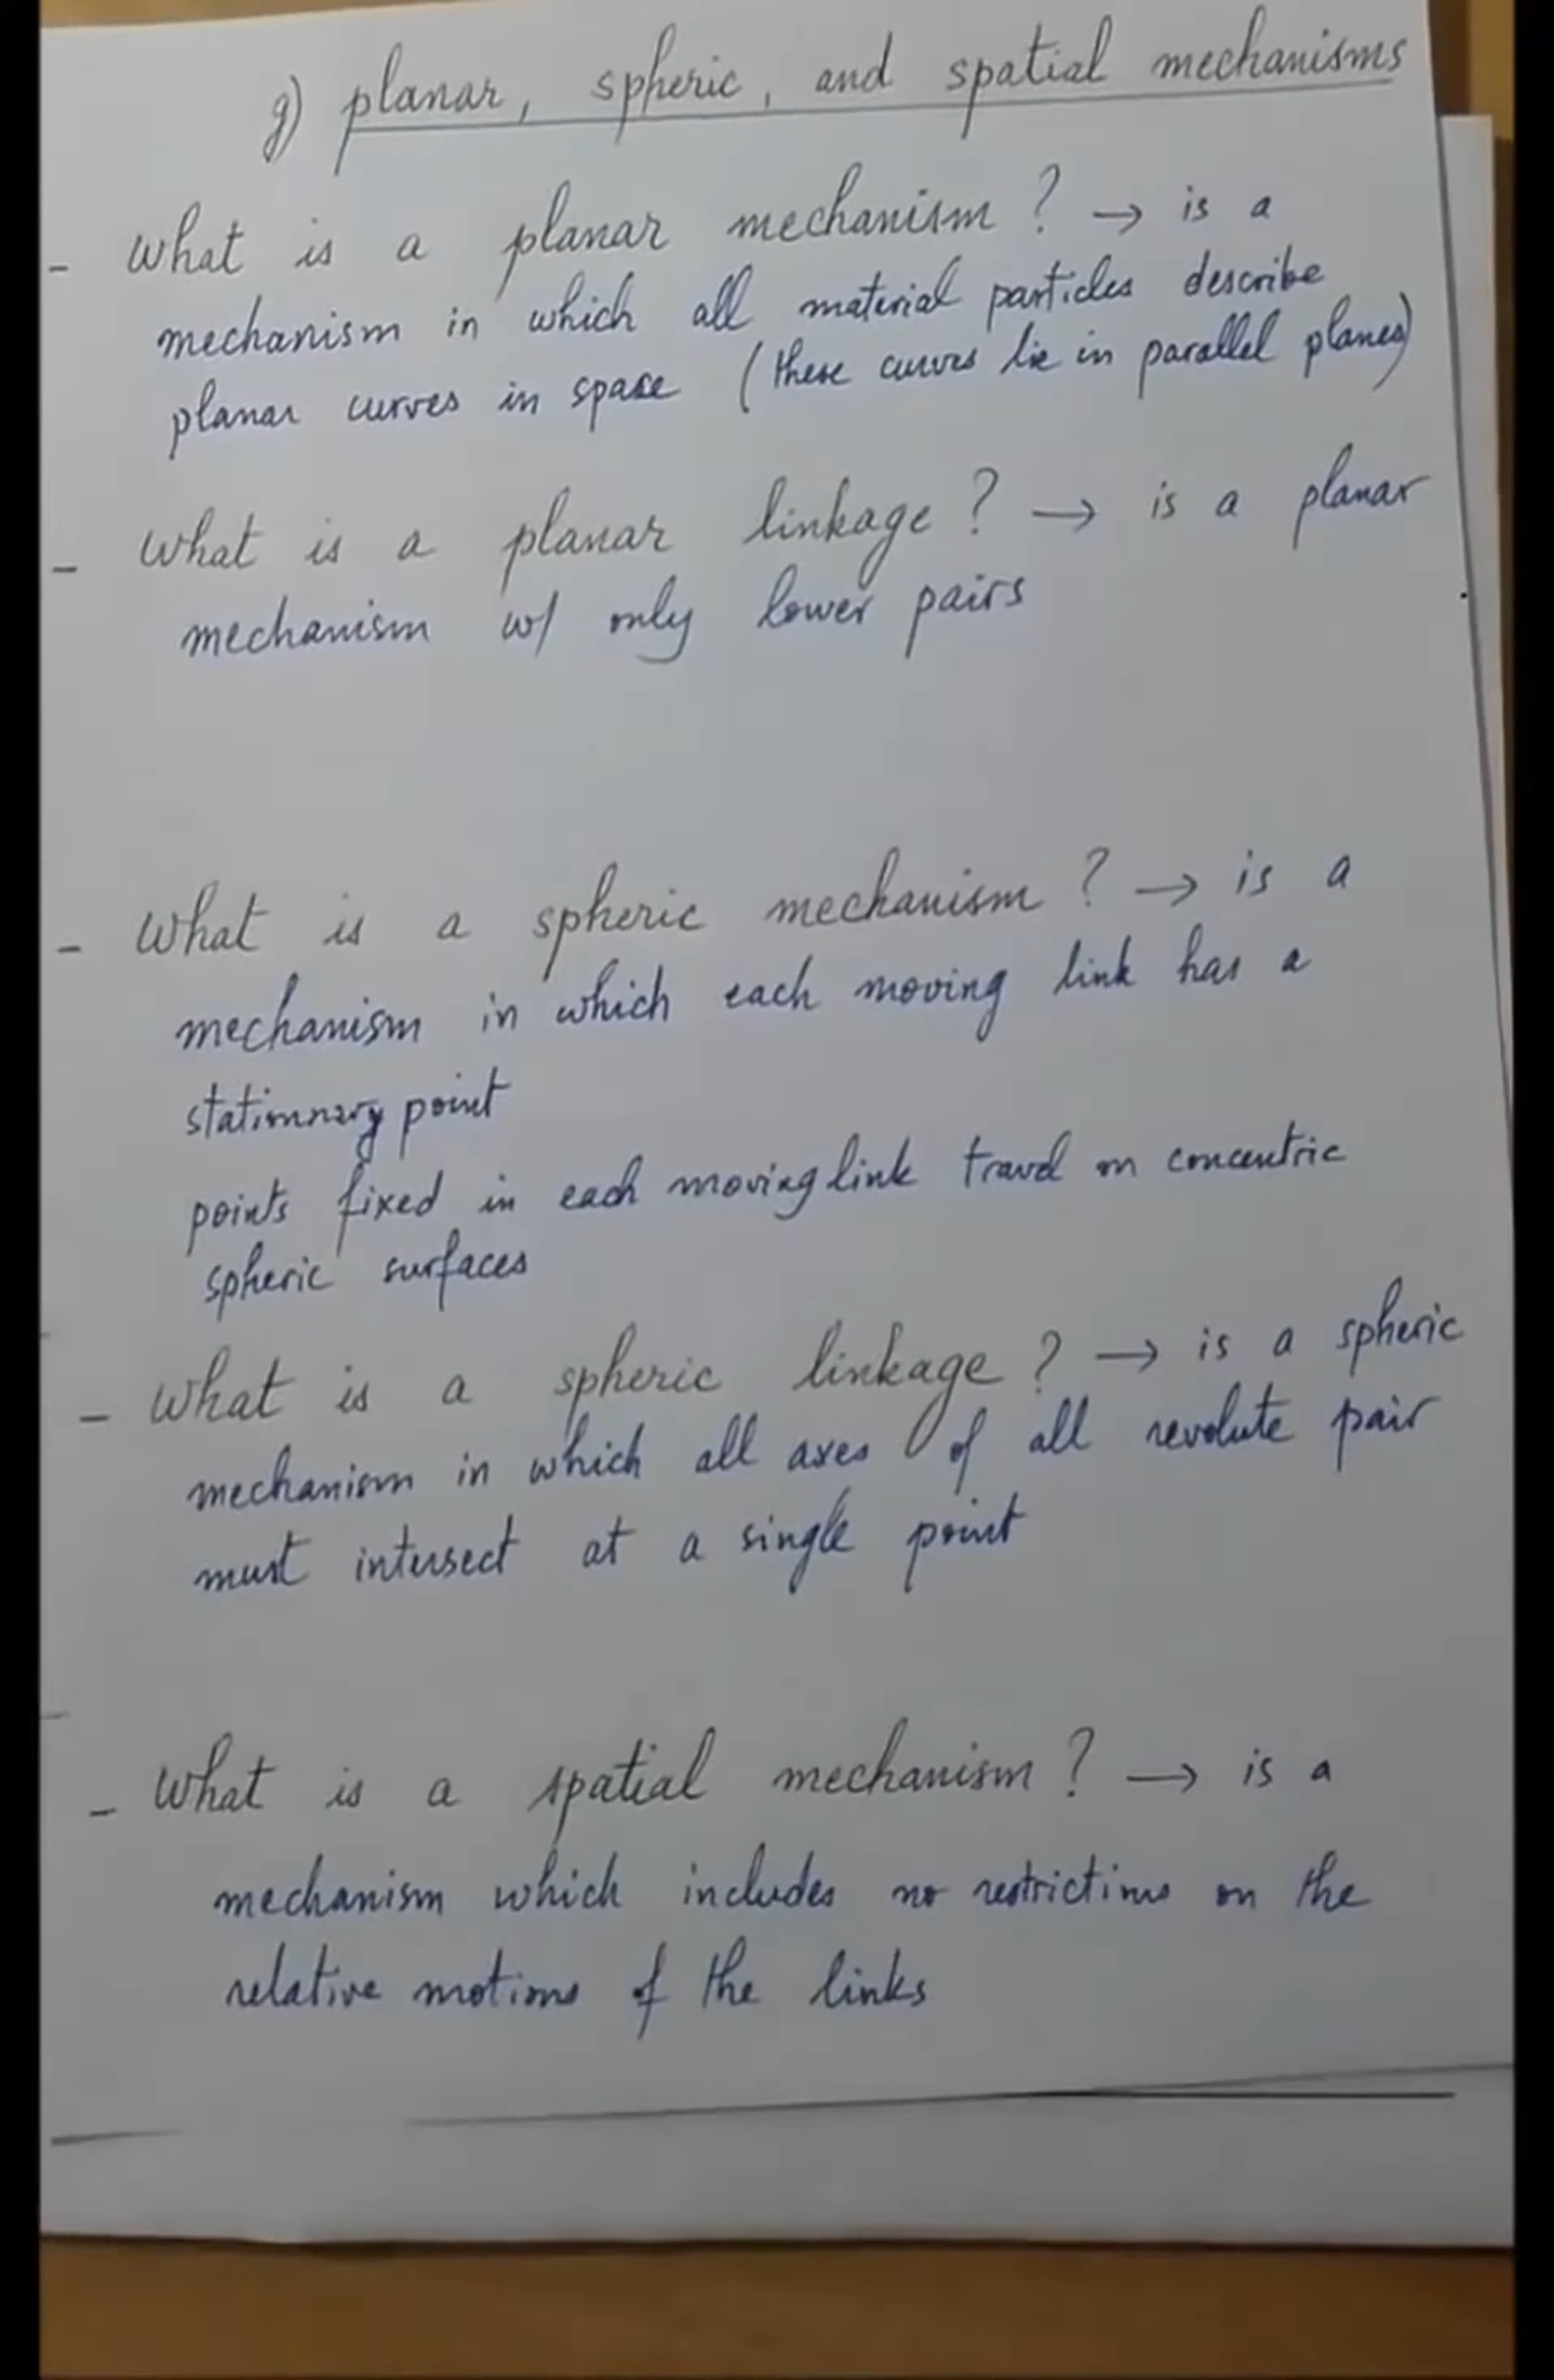 g) planar, spheric, and spatial mechanisms
- What is a planar mechanism? → is a
mechanism in which all material particles describe
planar curves in space (these curves lie in parallel planes)
- What is a planar linkage? → is a planar
mechanism w/ only lower pairs
- What is a spheric mechanism? → is a
mechanism in which each moving link has a
stationary point
points fixed in each moving link travel on concentric
spheric surfaces
- What is a spheric linkage? → is a spheric
mechanism in which all axes of all revolute pair
must intersect at a single point
- What is a spatial mechanism? → is a
mechanism which includes no restrictions on the
relative motions of the links